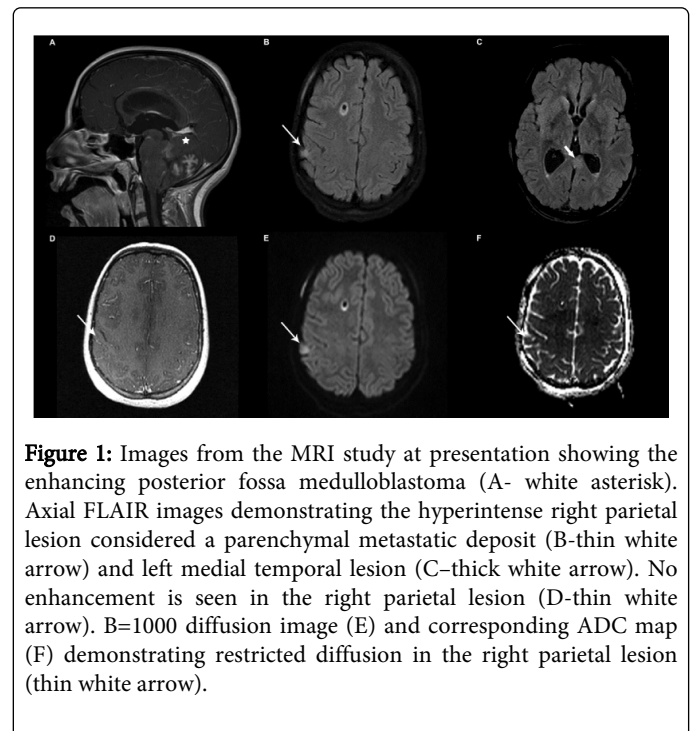 A
B
C
D
E
F
Figure 1: Images from the MRI study at presentation showing the
enhancing posterior fossa medulloblastoma (A- white asterisk).
Axial FLAIR images demonstrating the hyperintense right parietal
lesion considered a parenchymal metastatic deposit (B-thin white
arrow) and left medial temporal lesion (C–thick white arrow). No
enhancement is seen in the right parietal lesion (D-thin white
arrow). B=1000 diffusion image (E) and corresponding ADC map
(F) demonstrating restricted diffusion in the right parietal lesion
(thin white arrow).